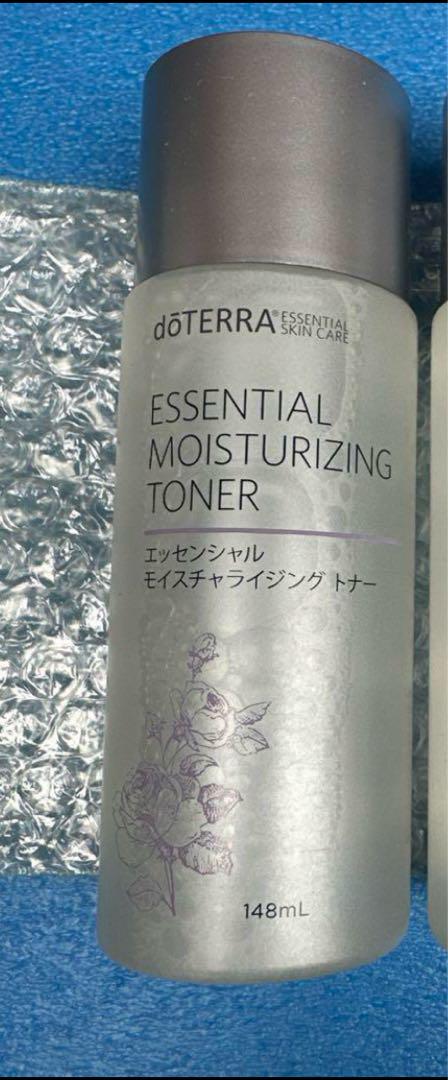 dōTERRA® ESSENTIAL
SKIN CARE
ESSENTIAL
MOISTURIZING
TONER
エッセンシャル
モイスチャライジング トナー
148mL